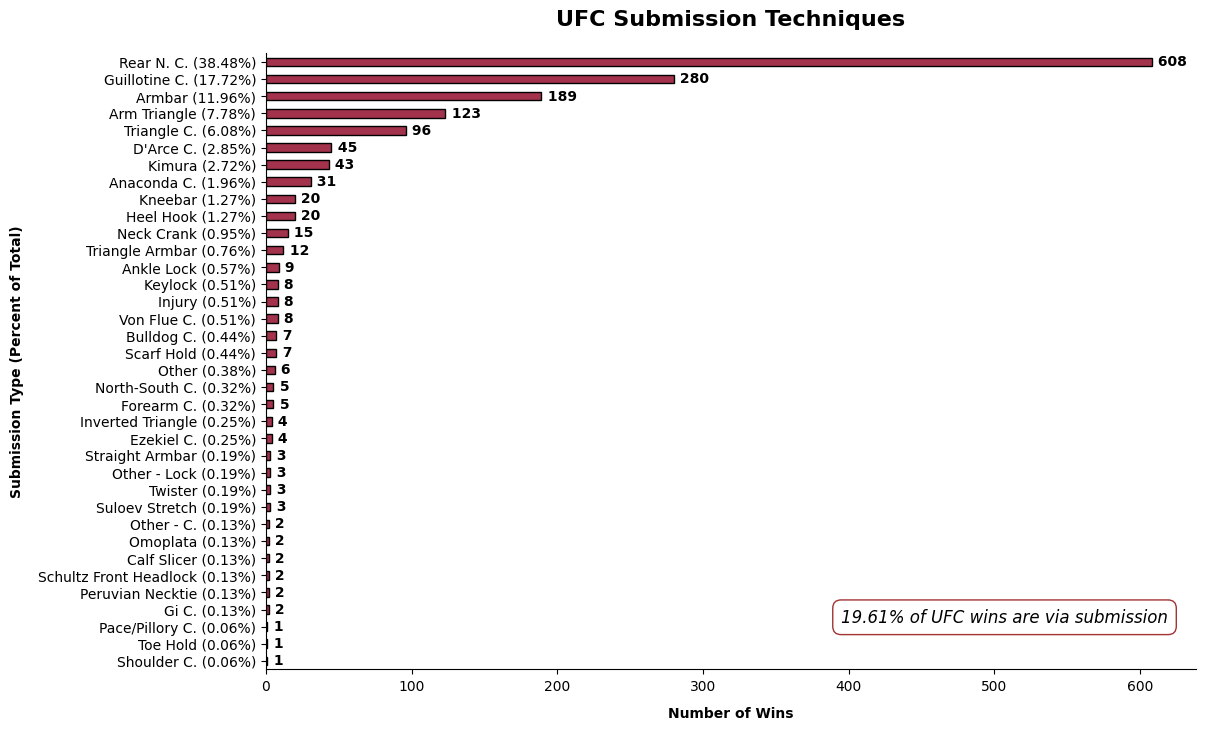 UFC Submission Techniques
Submission Type (Percent of Total)
Rear N. C. (38.48%) 608
Guillotine C. (17.72%) 280
Armbar (11.96%) 189
Arm Triangle (7.78%) 123
Triangle C. (6.08%) 96
D'Arce C. (2.85%) 45
Kimura (2.72%) 43
Anaconda C. (1.96%) 31
Kneebar (1.27%) 20
Heel Hook (1.27%) 20
Neck Crank (0.95%) 15
Triangle Armbar (0.76%) 12
Ankle Lock (0.57%) 9
Keylock (0.51%) 8
Injury (0.51%) 8
Von Flue C. (0.51%) 8
Bulldog C. (0.44%) 7
Scarf Hold (0.44%) 7
Other (0.38%) 6
North-South C. (0.32%) 5
Forearm C. (0.32%) 5
Inverted Triangle (0.25%) 4
Ezekiel C. (0.25%) 4
Straight Armbar (0.19%) 3
Other - Lock (0.19%) 3
Twister (0.19%) 3
Suloev Stretch (0.19%) 3
Other - C. (0.13%) 2
Omoplata (0.13%) 2
Calf Slicer (0.13%) 2
Schultz Front Headlock (0.13%) 2
Peruvian Necktie (0.13%) 2
Gi C. (0.13%) 2
Pace/Pillory C. (0.06%) 1
Toe Hold (0.06%) 1
Shoulder C. (0.06%) 1
19.61% of UFC wins are via submission
0 100 200 300 400 500 600
Number of Wins